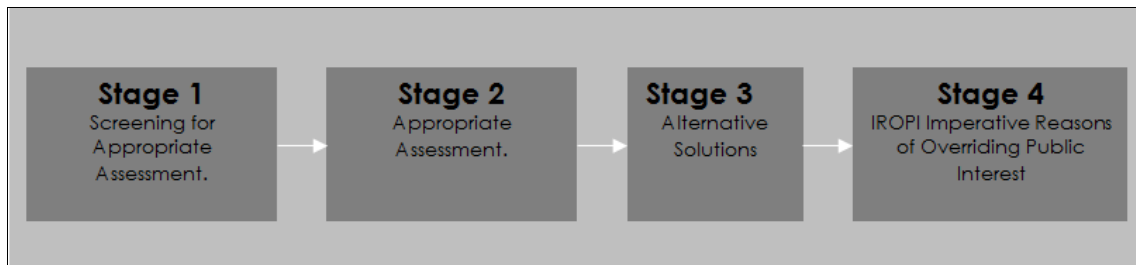 Stage 1
Screening for
Appropriate
Assessment.
Stage 2
Appropriate
Assessment.
Stage 3
Alternative
Solutions
Stage 4
IROPI Imperative Reasons
of Overriding Public
Interest